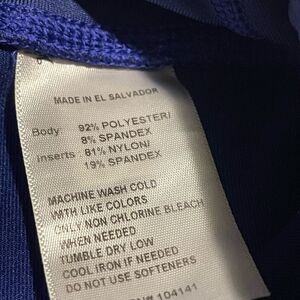 MADE IN EL SALVADOR
Body: 92% POLYESTER/
8% SPANDEX
inserts: 81% NYLON/
19% SPANDEX
MACHINE WASH COLD
WITH LIKE COLORS
ONLY NON CHLORINE BLEACH
WHEN NEEDED
TUMBLE DRY LOW
COOL IRON IF NEEDED
DO NOT USE SOFTENERS
104141